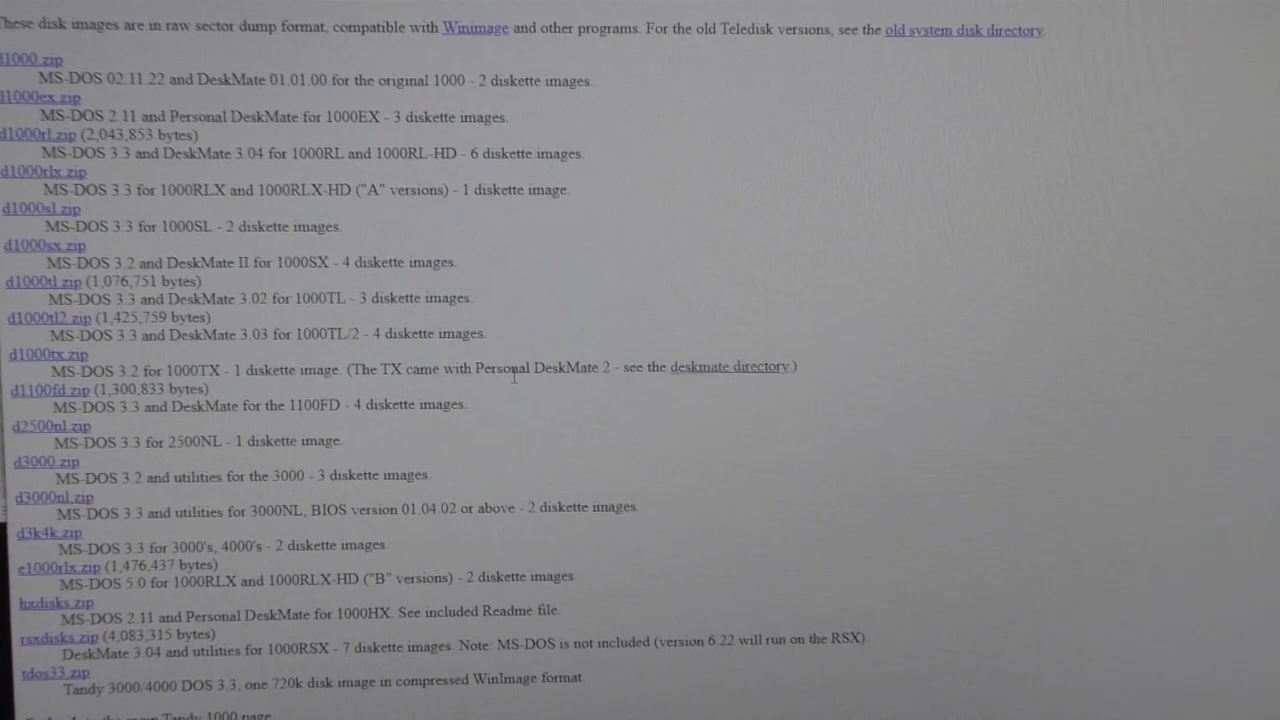 These disk images are in raw sector dump format, compatible with Winimage and other programs. For the old Teledisk versions, see the old system disk directory.
d1000.zip
MS-DOS 02.11.22 and DeskMate 01.01.00 for the original 1000 - 2 diskette images.
d1000ex.zip
MS-DOS 2.11 and Personal DeskMate for 1000EX - 3 diskette images.
d1000rl.zip (2,043,853 bytes)
MS-DOS 3.3 and DeskMate 3.04 for 1000RL and 1000RL-HD - 6 diskette images.
d1000rlx.zip
MS-DOS 3.3 for 1000RLX and 1000RLX-HD ("A" versions) - 1 diskette image.
d1000sl.zip
MS-DOS 3.3 for 1000SL - 2 diskette images.
d1000sx.zip
MS-DOS 3.2 and DeskMate II for 1000SX - 4 diskette images.
d1000tl.zip (1,076,751 bytes)
MS-DOS 3.3 and DeskMate 3.02 for 1000TL - 3 diskette images.
d1000tl2.zip (1,425,759 bytes)
MS-DOS 3.3 and DeskMate 3.03 for 1000TL/2 - 4 diskette images.
d1000tx.zip
MS-DOS 3.2 for 1000TX - 1 diskette image. (The TX came with Personal DeskMate 2 - see the deskmate directory.)
d1100fd.zip (1,300,833 bytes)
MS-DOS 3.3 and DeskMate for the 1100FD - 4 diskette images.
d2500nl.zip
MS-DOS 3.3 for 2500NL - 1 diskette image.
d3000.zip
MS-DOS 3.2 and utilities for the 3000 - 3 diskette images.
d3000nl.zip
MS-DOS 3.3 and utilities for 3000NL, BIOS version 01.04.02 or above - 2 diskette images.
d3k4k.zip
MS-DOS 3.3 for 3000's, 4000's - 2 diskette images.
e1000rlx.zip (1,476,437 bytes)
MS-DOS 5.0 for 1000RLX and 1000RLX-HD ("B" versions) - 2 diskette images
hxdisks.zip
MS-DOS 2.11 and Personal DeskMate for 1000HX. See included Readme file.
rsxdisks.zip (4,083,315 bytes)
DeskMate 3.04 and utilities for 1000RSX - 7 diskette images. Note: MS-DOS is not included (version 6.22 will run on the RSX)
tdos33.zip
Tandy 3000/4000 DOS 3.3, one 720k disk image in compressed WinImage format.
main Tandy 1000 page